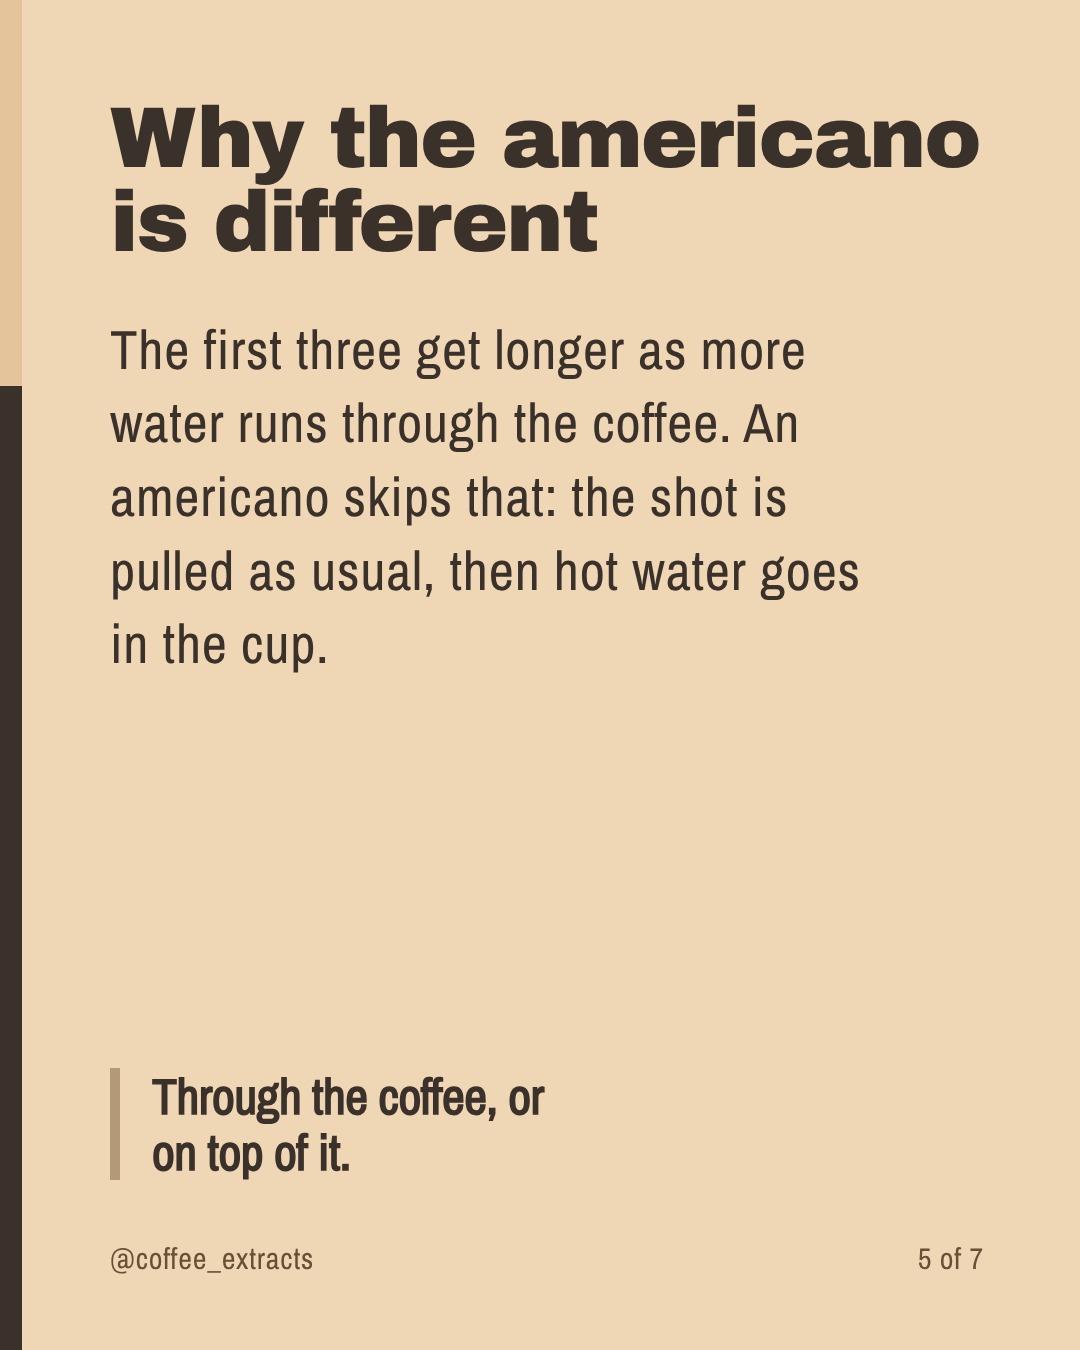 Why the americano
is different
The first three get longer as more
water runs through the coffee. An
americano skips that: the shot is
pulled as usual, then hot water goes
in the cup.
Through the coffee, or
on top of it.
@coffee_extracts
5 of 7